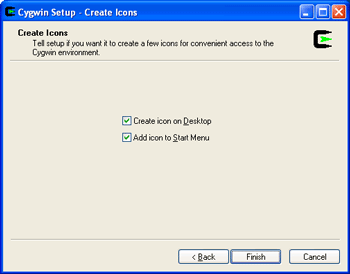 Cygwin Setup - Create Icons
Create Icons
Tell setup if you want it to create a few icons for convenient access to the
Cygwin environment.
Create icon on Desktop
Add icon to Start Menu
< Back
Finish
Cancel